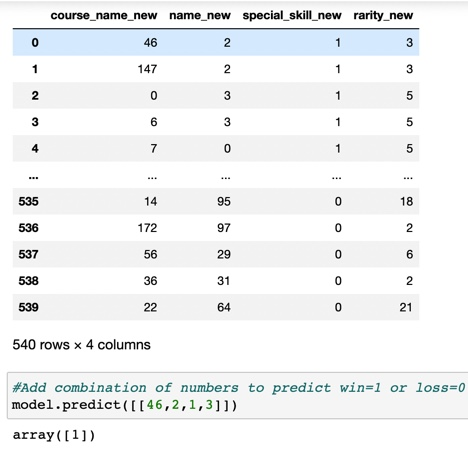 course_name_new name_new special_skill_new rarity_new
0 46 2 1 3
1 147 2 1 3
2 0 3 1 5
3 6 3 1 5
4 7 0 1 5
... ... ... ... ...
535 14 95 0 18
536 172 97 0 2
537 56 29 0 6
538 36 31 0 2
539 22 64 0 21
540 rows × 4 columns
#Add combination of numbers to predict win=1 or loss=0
model.predict([[46,2,1,3]])
array([1])